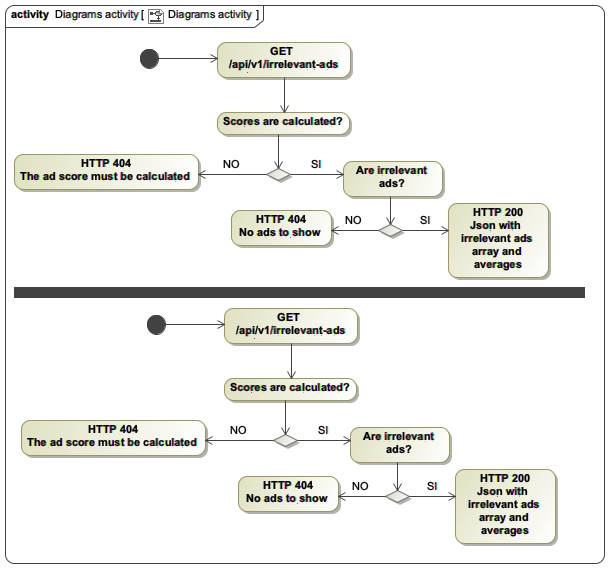 activity Diagrams activity [ Diagrams activity ]
GET
/api/v1/irrelevant-ads
Scores are calculated?
NO
SI
HTTP 404
The ad score must be calculated
Are irrelevant
ads?
NO
SI
HTTP 404
No ads to show
HTTP 200
Json with
irrelevant ads
array and
averages
GET
/api/v1/irrelevant-ads
Scores are calculated?
NO
SI
HTTP 404
The ad score must be calculated
Are irrelevant
ads?
NO
SI
HTTP 404
No ads to show
HTTP 200
Json with
irrelevant ads
array and
averages